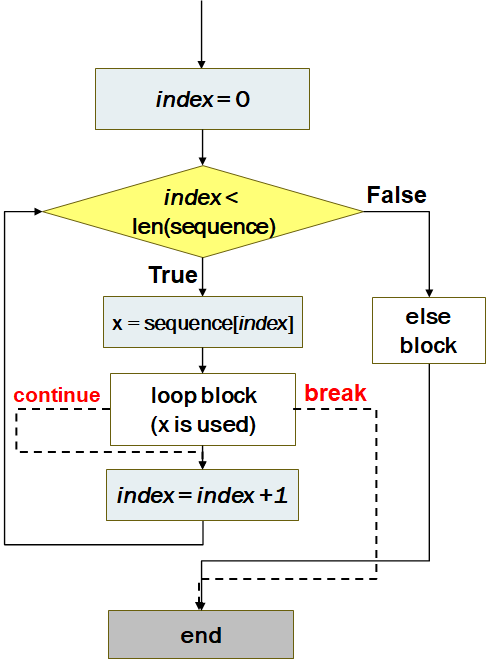 index = 0
index <
len(sequence)
False
True
x = sequence[index]
else
block
continue
loop block
(x is used)
break
index = index +1
end